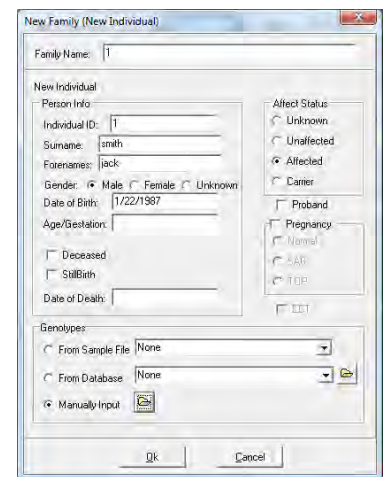 New Family (New Individual)
Family Name: 1
New Individual
Person Info
Individual ID: 1
Surname: smith
Forenames: jack
Gender: Male Female Unknown
Date of Birth: 1/22/1987
Age/Gestation:
Deceased
StillBirth
Date of Death:
Affect Status
Unknown
Unaffected
Affected
Carrier
Proband
Pregnancy
Normal
SAB
TOP
ECT
Genotypes
From Sample File None
From Database None
Manually Input
Ok Cancel